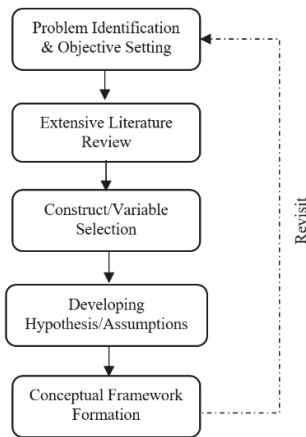 Problem Identification
& Objective Setting
Extensive Literature
Review
Construct/Variable
Selection
Developing
Hypothesis/Assumptions
Conceptual Framework
Formation
Revisit